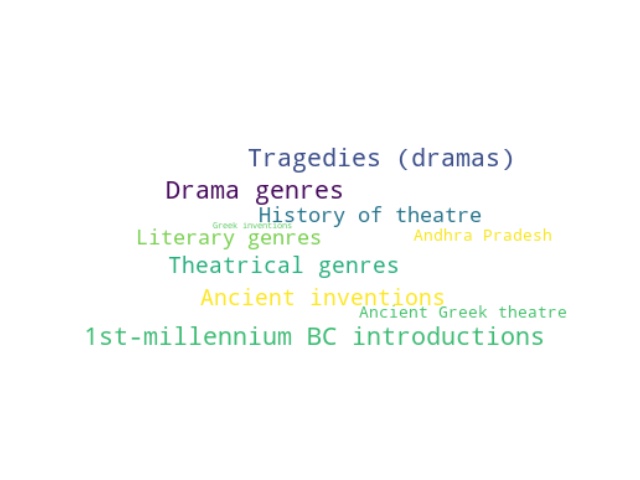 Tragedies (dramas)
Drama genres
History of theatre
Greek inventions
Literary genres
Andhra Pradesh
Theatrical genres
Ancient inventions
Ancient Greek theatre
1st-millennium BC introductions